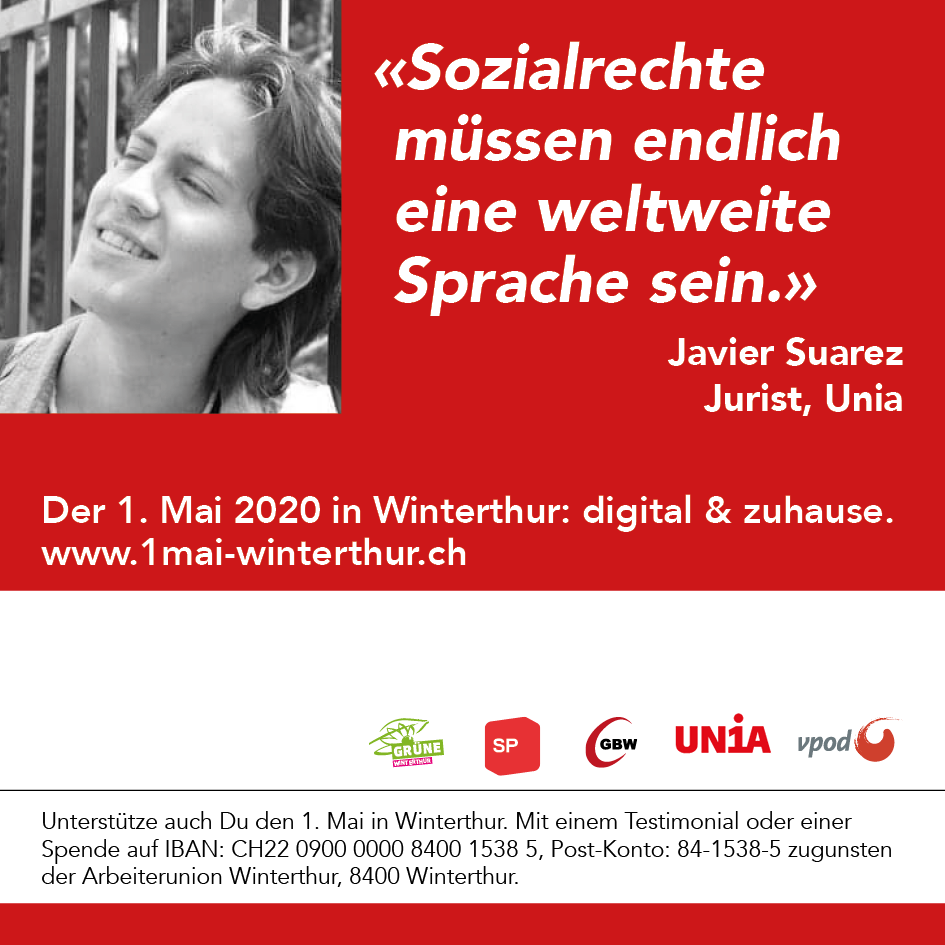 «Sozialrechte
müssen endlich
eine weltweite
Sprache sein.»
Javier Suarez
Jurist, Unia
Der 1. Mai 2020 in Winterthur: digital & zuhause.
www.1mai-winterthur.ch
GRÜNE
WINTERTHUR
SP
GBW
UNiA
vpod
Unterstütze auch Du den 1. Mai in Winterthur. Mit einem Testimonial oder einer
Spende auf IBAN: CH22 0900 0000 8400 1538 5, Post-Konto: 84-1538-5 zugunsten
der Arbeiterunion Winterthur, 8400 Winterthur.